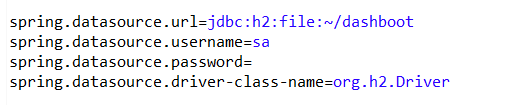 spring.datasource.url=jdbc:h2:file:~/dashboot
spring.datasource.username=sa
spring.datasource.password=
spring.datasource.driver-class-name=org.h2.Driver